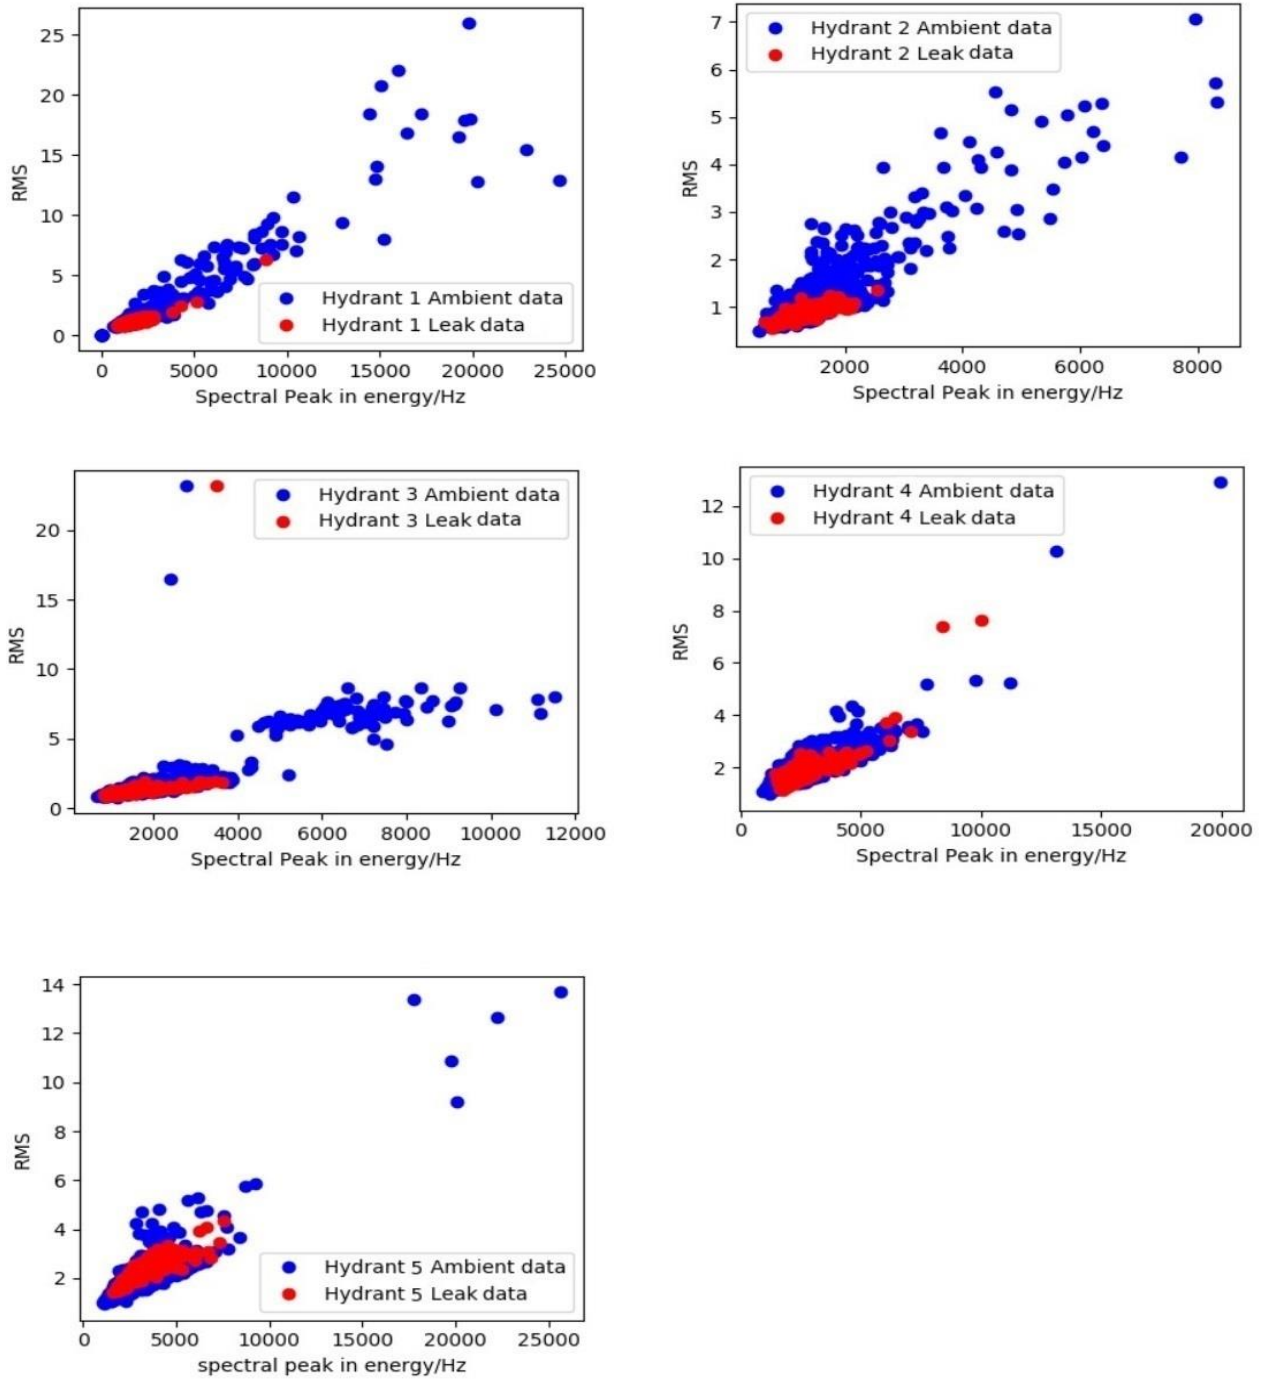 25
20
15
10
5
0
RMS
Hydrant 1 Ambient data
Hydrant 1 Leak data
0 5000 10000 15000 20000 25000
Spectral Peak in energy/Hz
7
6
5
4
3
2
1
RMS
Hydrant 2 Ambient data
Hydrant 2 Leak data
2000 4000 6000 8000
Spectral Peak in energy/Hz
20
15
10
5
0
RMS
Hydrant 3 Ambient data
Hydrant 3 Leak data
2000 4000 6000 8000 10000 12000
Spectral Peak in energy/Hz
12
10
8
6
4
2
RMS
Hydrant 4 Ambient data
Hydrant 4 Leak data
0 5000 10000 15000 20000
Spectral Peak in energy/Hz
14
12
10
8
6
4
2
RMS
Hydrant 5 Ambient data
Hydrant 5 Leak data
0 5000 10000 15000 20000 25000
spectral peak in energy/Hz